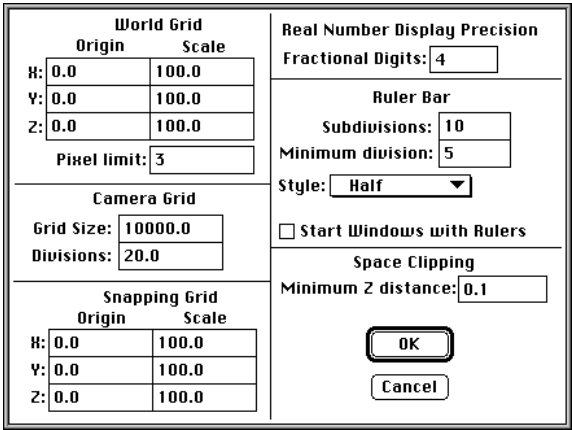 World Grid
Origin Scale
X: 0.0 100.0
Y: 0.0 100.0
Z: 0.0 100.0
Pixel limit: 3
Camera Grid
Grid Size: 10000.0
Divisions: 20.0
Snapping Grid
Origin Scale
X: 0.0 100.0
Y: 0.0 100.0
Z: 0.0 100.0
Real Number Display Precision
Fractional Digits: 4
Ruler Bar
Subdivisions: 10
Minimum division: 5
Style: Half
Start Windows with Rulers
Space Clipping
Minimum Z distance: 0.1
OK
Cancel